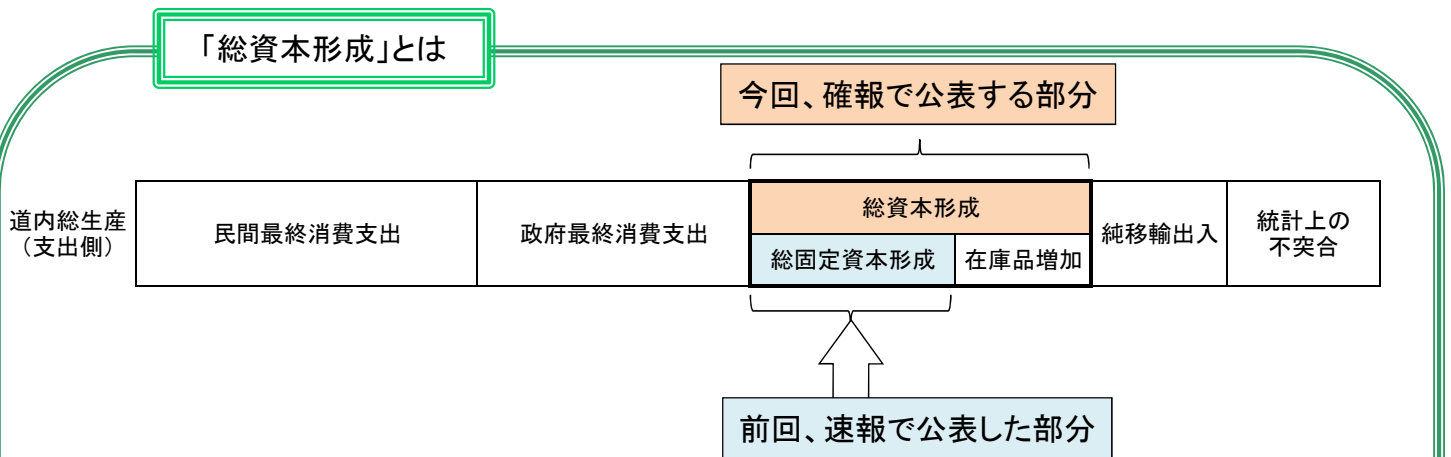 「総資本形成」とは
今回、確報で公表する部分
道内総生産
（支出側）
民間最終消費支出
政府最終消費支出
総資本形成
総固定資本形成
在庫品増加
純移輸出入
統計上の
不突合
前回、速報で公表した部分